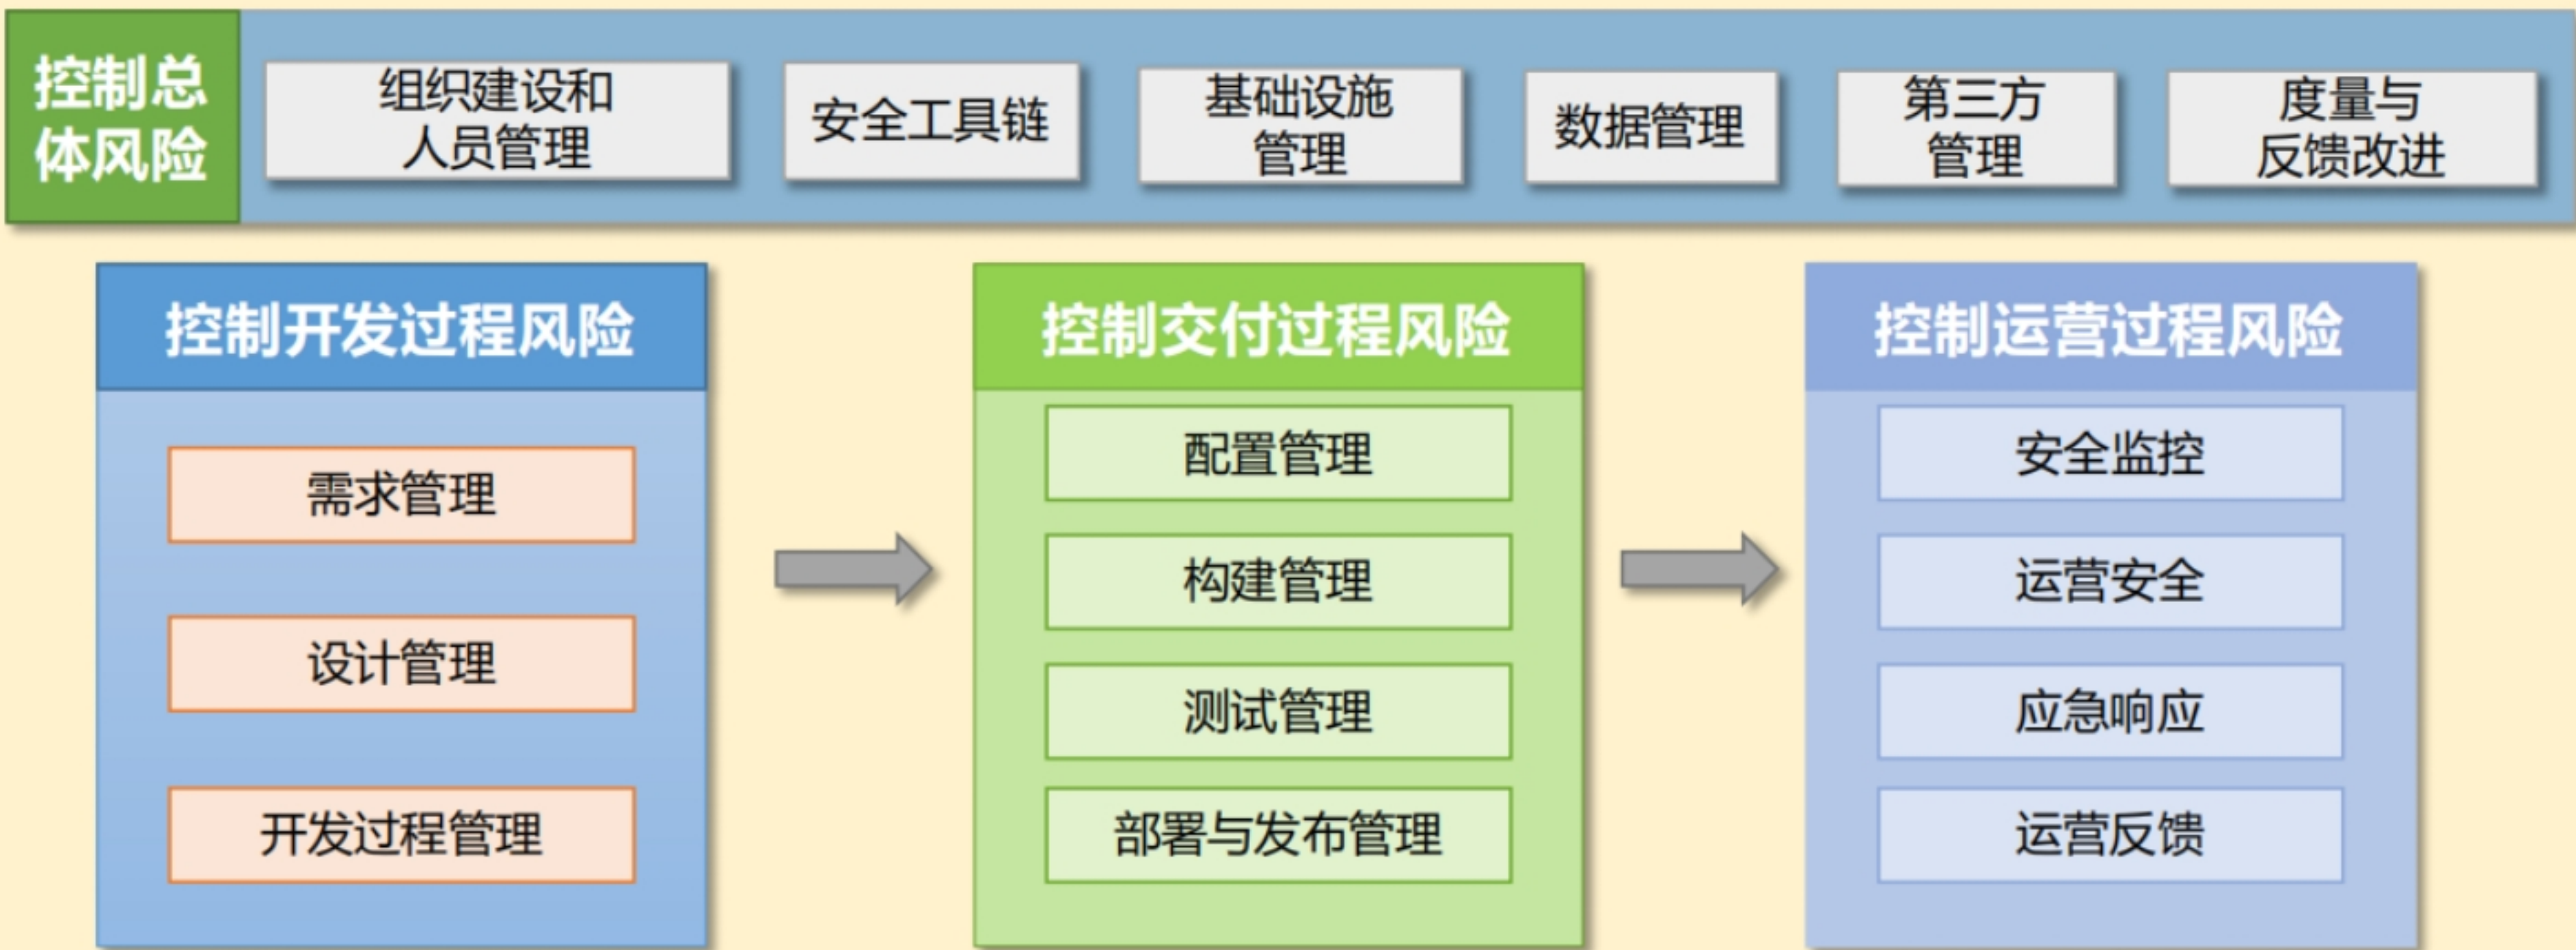 控制总
体风险
组织建设和
人员管理
安全工具链
基础设施
管理
数据管理
第三方
管理
度量与
反馈改进
控制开发过程风险
需求管理
设计管理
开发过程管理
控制交付过程风险
配置管理
构建管理
测试管理
部署与发布管理
控制运营过程风险
安全监控
运营安全
应急响应
运营反馈